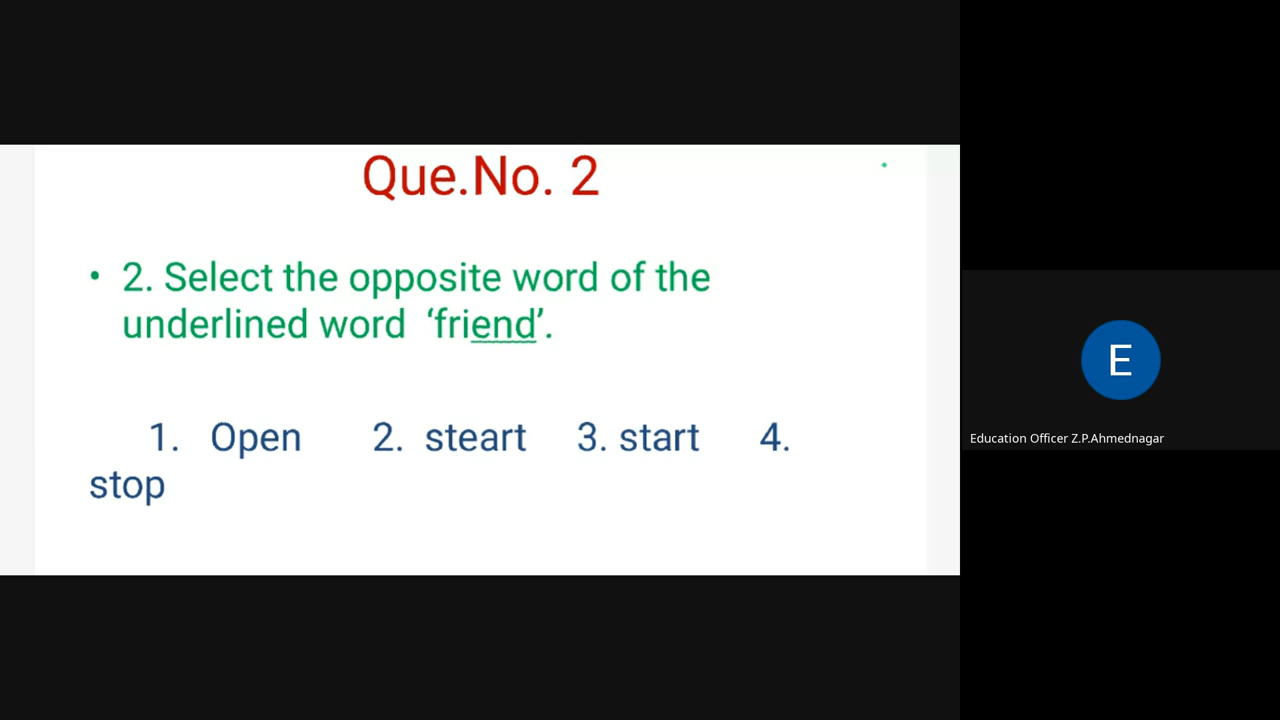 Que.No. 2
• 2. Select the opposite word of the
underlined word ‘friend’.
1. Open 2. steart 3. start 4.
stop
E
Education Officer Z.P.Ahmednagar